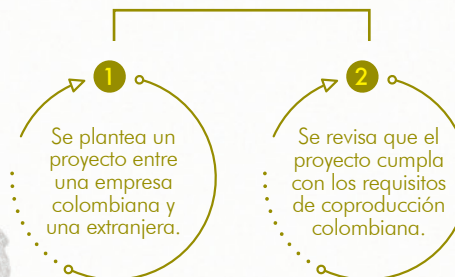 1
Se plantea un
proyecto entre
una empresa
colombiana y
una extranjera.
2
Se revisa que el
proyecto cumpla
con los requisitos
de coproducción
colombiana.